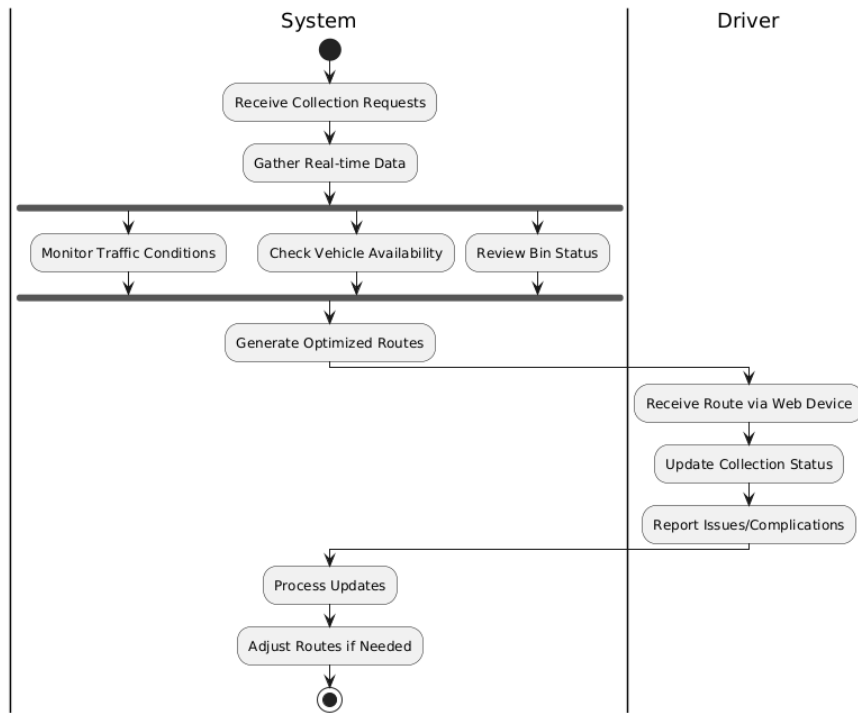 System
Driver
Receive Collection Requests
Gather Real-time Data
Monitor Traffic Conditions
Check Vehicle Availability
Review Bin Status
Generate Optimized Routes
Receive Route via Web Device
Update Collection Status
Report Issues/Complications
Process Updates
Adjust Routes if Needed